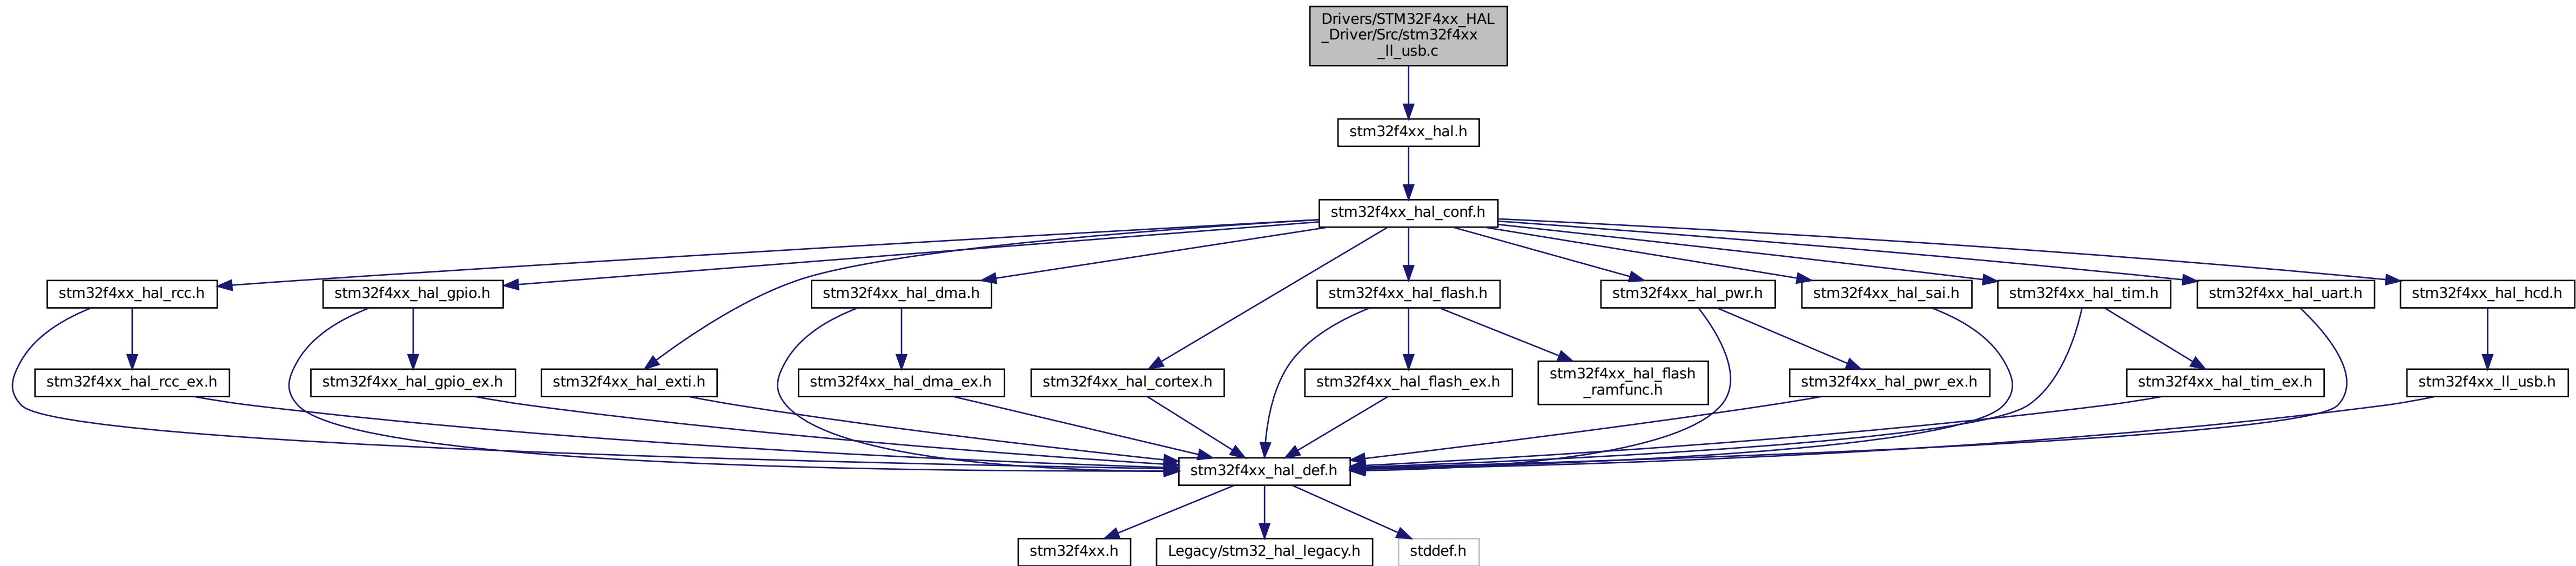 Drivers/STM32F4xx_HAL
_Driver/Src/stm32f4xx
_ll_usb.c
stm32f4xx_hal.h
stm32f4xx_hal_conf.h
stm32f4xx_hal_rcc.h
stm32f4xx_hal_gpio.h
stm32f4xx_hal_dma.h
stm32f4xx_hal_flash.h
stm32f4xx_hal_pwr.h
stm32f4xx_hal_sai.h
stm32f4xx_hal_tim.h
stm32f4xx_hal_uart.h
stm32f4xx_hal_hcd.h
stm32f4xx_hal_rcc_ex.h
stm32f4xx_hal_gpio_ex.h
stm32f4xx_hal_exti.h
stm32f4xx_hal_dma_ex.h
stm32f4xx_hal_cortex.h
stm32f4xx_hal_flash_ex.h
stm32f4xx_hal_flash
_ramfunc.h
stm32f4xx_hal_pwr_ex.h
stm32f4xx_hal_tim_ex.h
stm32f4xx_ll_usb.h
stm32f4xx_hal_def.h
stm32f4xx.h
Legacy/stm32_hal_legacy.h
stddef.h